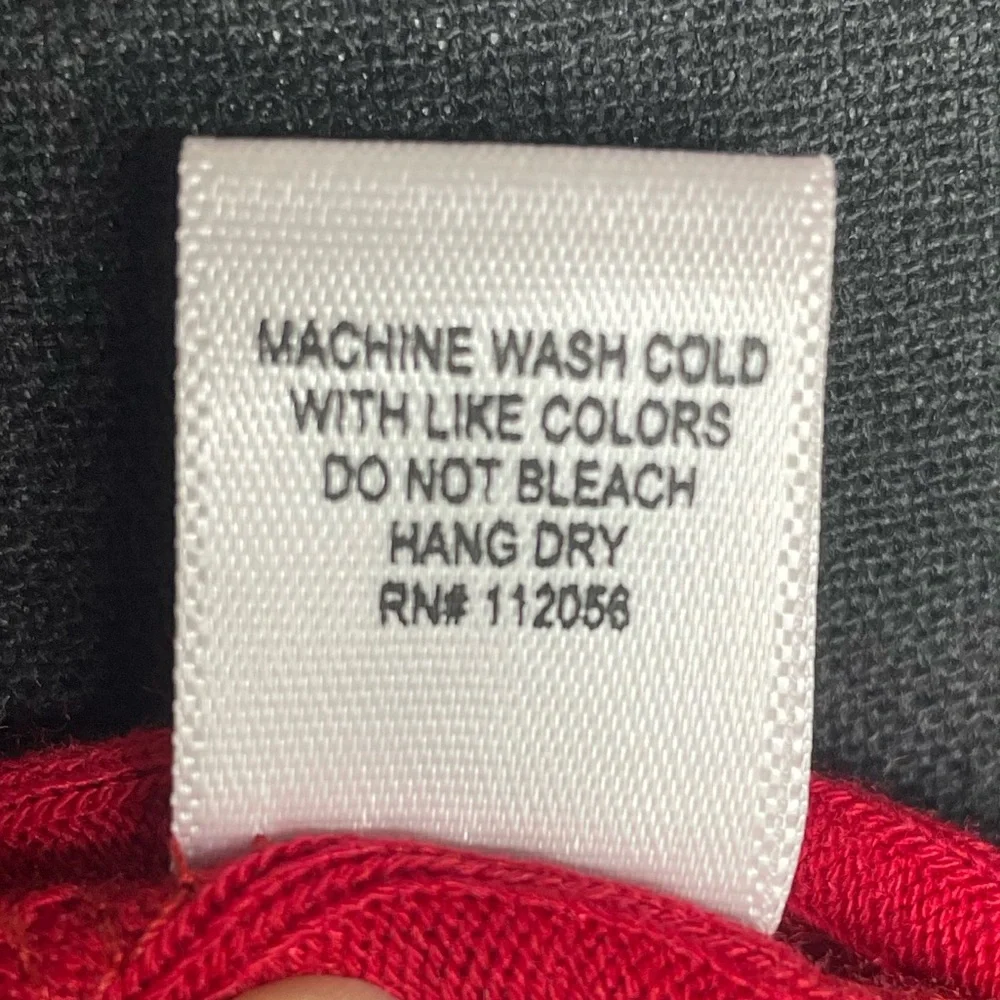 MACHINE WASH COLD
WITH LIKE COLORS
DO NOT BLEACH
HANG DRY
RN# 112056